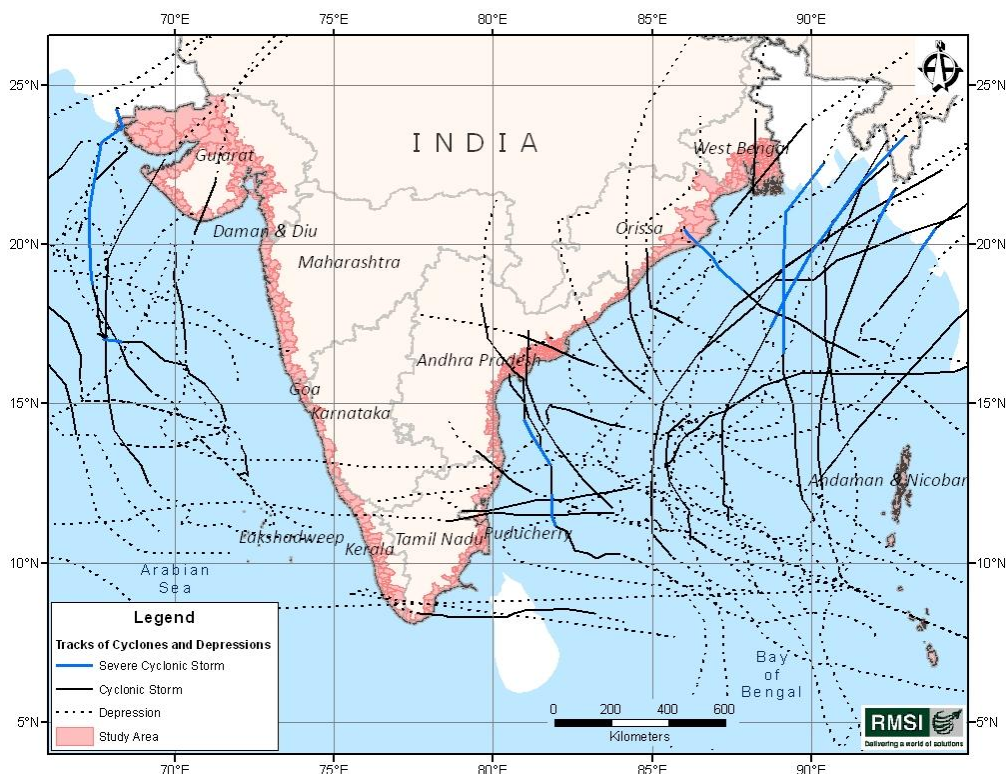 70°E 75°E 80°E 85°E 90°E
25°N 25°N
INDIA
West Bengal
Gujarat
Orissa
Daman & Diu
20°N 20°N
Maharashtra
Andhra Pradesh
Goa
15°N 15°N
Karnataka
Andaman & Nicobar
Lakshadweep
Kerala
Tamil Nadu
Puducherry
10°N 10°N
Arabian
Sea
Legend
Tracks of Cyclones and Depressions
Severe Cyclonic Storm
Cyclonic Storm
Depression
Study Area
Bay
of
Bengal
0 200 400 600
Kilometers
5°N 5°N
RMSI
Delivering a world of solutions
70°E 75°E 80°E 85°E 90°E